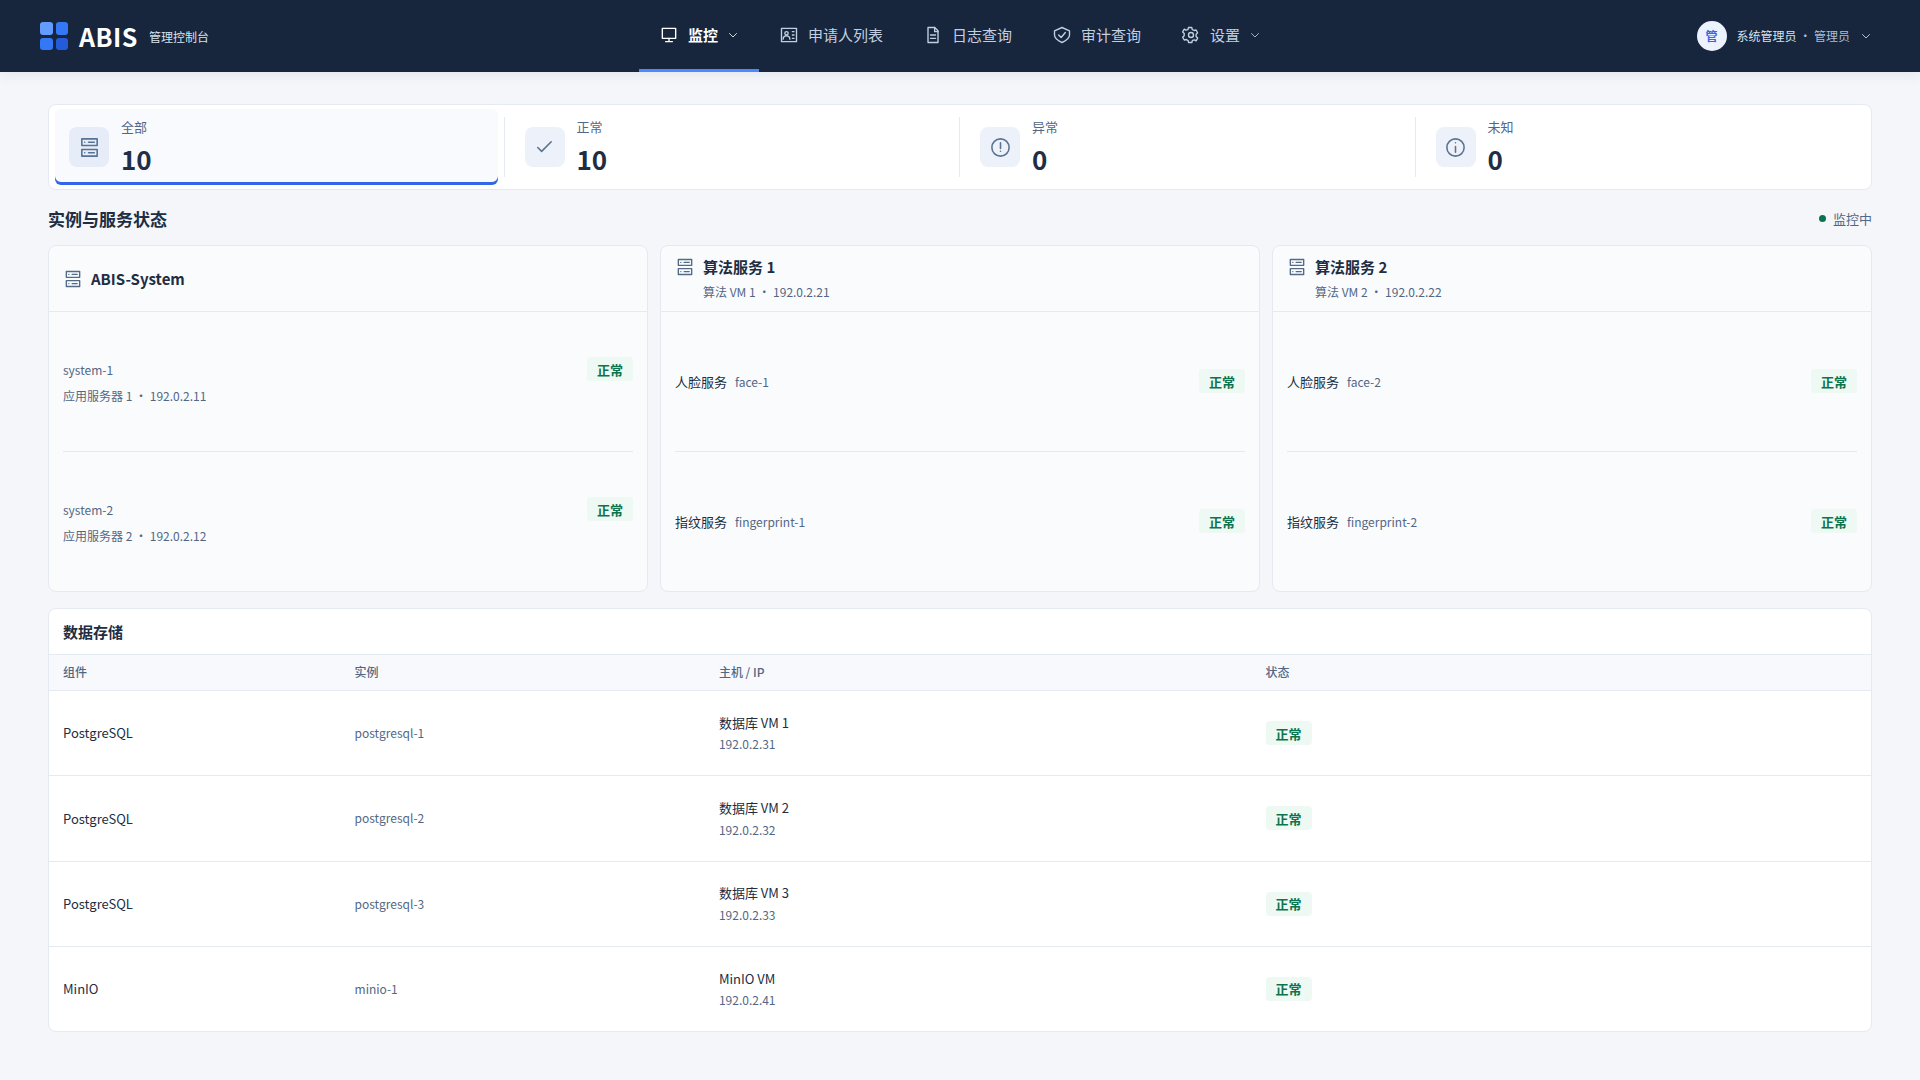 ABIS 管理控制台
监控
申请人列表
日志查询
审计查询
设置
管 系统管理员 • 管理员
全部
10
正常
10
异常
0
未知
0
实例与服务状态
监控中
ABIS-System
system-1 正常
应用服务器 1 • 192.0.2.11
system-2 正常
应用服务器 2 • 192.0.2.12
算法服务 1
算法 VM 1 • 192.0.2.21
人脸服务 face-1 正常
指纹服务 fingerprint-1 正常
算法服务 2
算法 VM 2 • 192.0.2.22
人脸服务 face-2 正常
指纹服务 fingerprint-2 正常
数据存储
组件 实例 主机 / IP 状态
PostgreSQL postgresql-1 数据库 VM 1 正常
192.0.2.31
PostgreSQL postgresql-2 数据库 VM 2 正常
192.0.2.32
PostgreSQL postgresql-3 数据库 VM 3 正常
192.0.2.33
MinIO minio-1 MinIO VM 正常
192.0.2.41